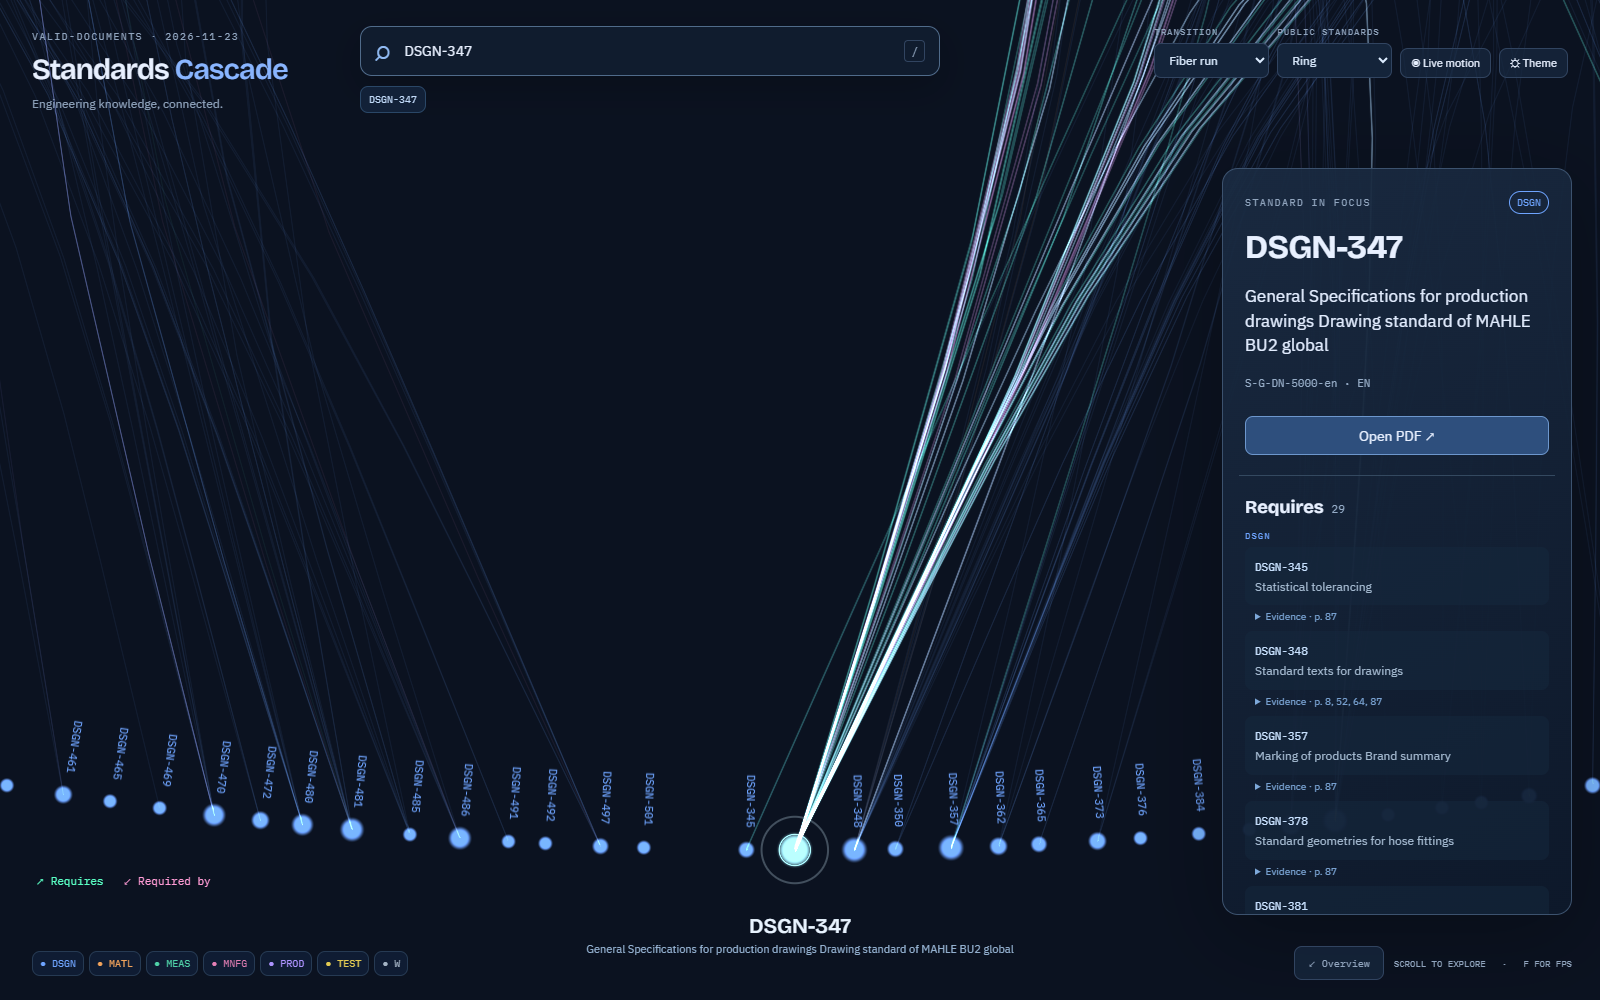 VALID-DOCUMENTS · 2026-11-23
Standards Cascade
Engineering knowledge, connected.
DSGN-347
/
DSGN-347
TRANSITION
Fiber run
PUBLIC STANDARDS
Ring
Live motion
Theme
STANDARD IN FOCUS
DSGN
DSGN-347
General Specifications for production
drawings Drawing standard of MAHLE
BU2 global
S-G-DN-5000-en · EN
Open PDF ↗
Requires 29
DSGN
DSGN-345
Statistical tolerancing
▶ Evidence · p. 87
DSGN-348
Standard texts for drawings
▶ Evidence · p. 8, 52, 64, 87
DSGN-357
Marking of products Brand summary
▶ Evidence · p. 87
DSGN-378
Standard geometries for hose fittings
▶ Evidence · p. 87
DSGN-381
DSGN-461
DSGN-465
DSGN-469
DSGN-470
DSGN-472
DSGN-480
DSGN-481
DSGN-485
DSGN-486
DSGN-491
DSGN-492
DSGN-497
DSGN-501
DSGN-345
DSGN-348
DSGN-350
DSGN-357
DSGN-362
DSGN-365
DSGN-373
DSGN-376
DSGN-384
↗ Requires ↙ Required by
DSGN-347
General Specifications for production drawings Drawing standard of MAHLE BU2 global
DSGN
MATL
MEAS
MNFG
PROD
TEST
W
↙ Overview
SCROLL TO EXPLORE · F FOR FPS